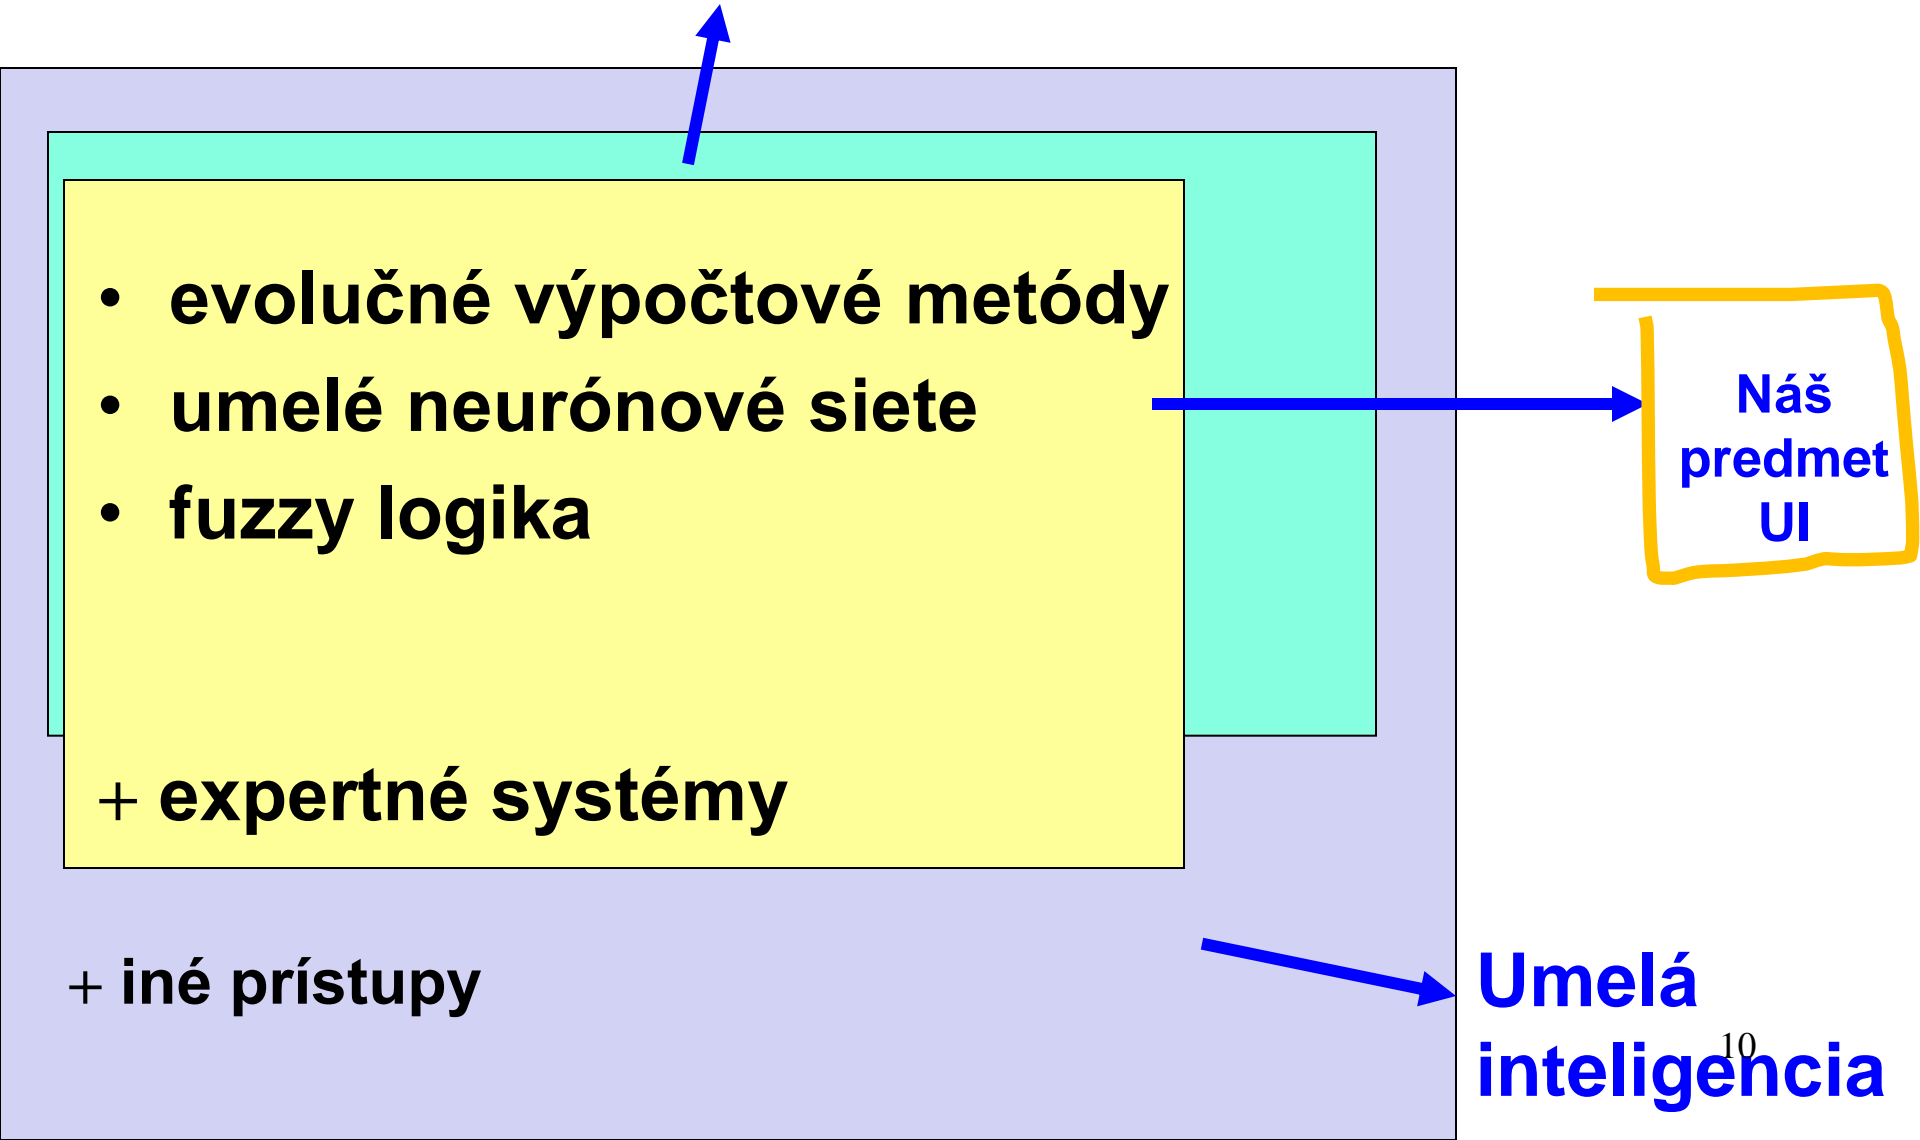 • evolučné výpočtové metódy
• umelé neurónové siete
• fuzzy logika
+ expertné systémy
+ iné prístupy
Náš
predmet
UI
Umelá
inteligencia
10